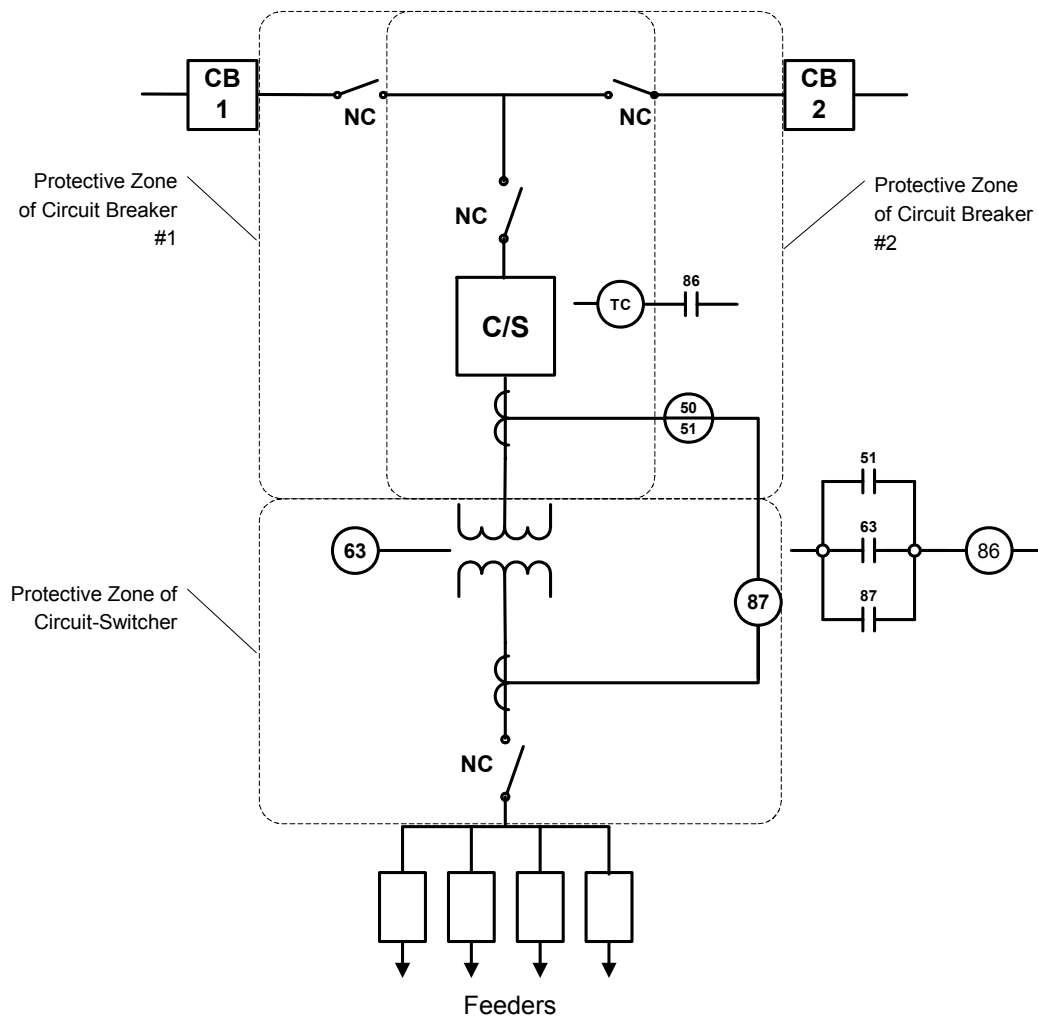 CB
1
CB
2
NC
NC
Protective Zone
of Circuit Breaker
#1
Protective Zone
of Circuit Breaker
#2
NC
86
TC
C/S
50
51
51
63
63
86
87
87
Protective Zone of
Circuit-Switcher
NC
Feeders